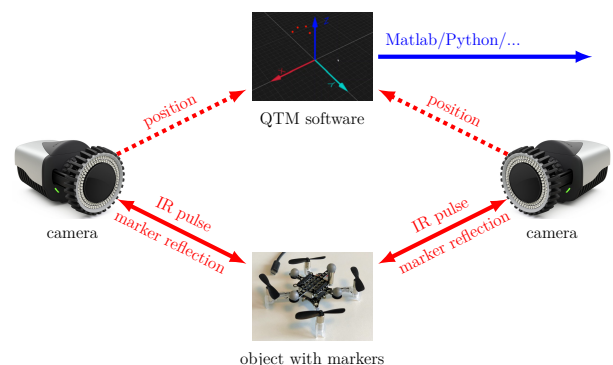 Matlab/Python/...
position
QTM software
position
IR pulse
marker reflection
camera
IR pulse
marker reflection
camera
object with markers